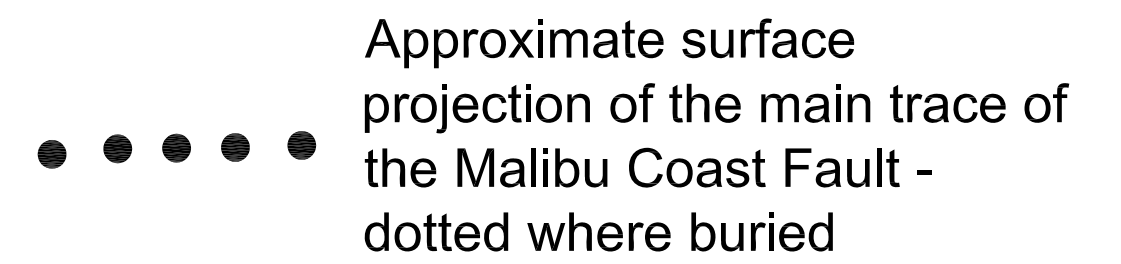 Approximate surface
projection of the main trace of
the Malibu Coast Fault -
dotted where buried